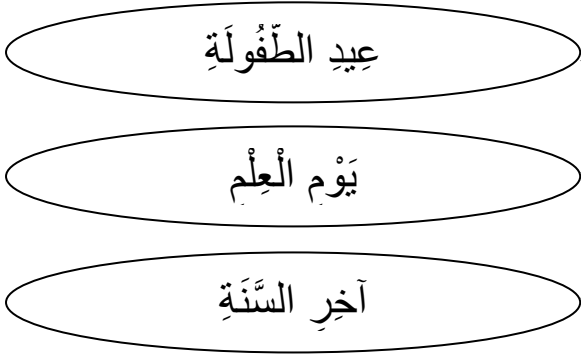 عِيدِ الطّفُولَةِ
يَوْمِ الْعِلْمِ
آخِرِ السَّنَةِ